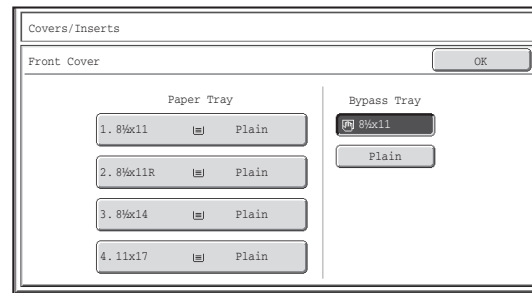 Covers/Inserts
Front Cover
OK
Paper Tray
1. 8½x11 Plain
2. 8½x11R Plain
3. 8½x14 Plain
4. 11x17 Plain
Bypass Tray
8½x11
Plain